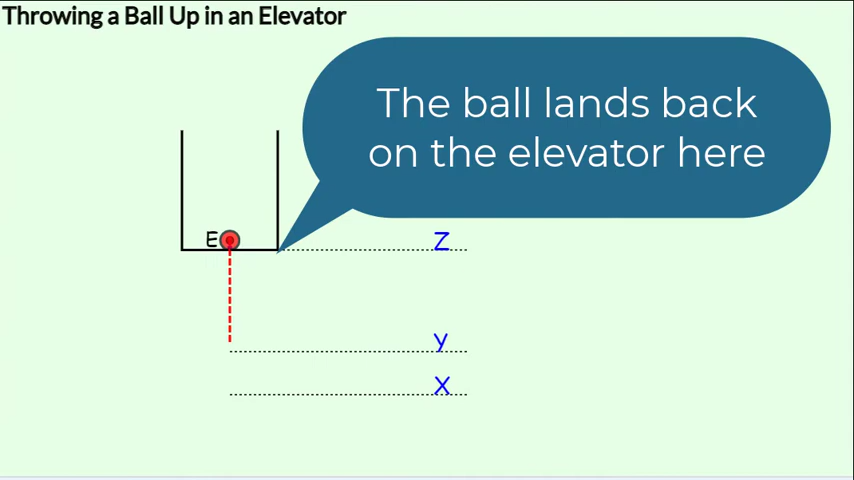 Throwing a Ball Up in an Elevator
The ball lands back
on the elevator here
E
Z
y
X